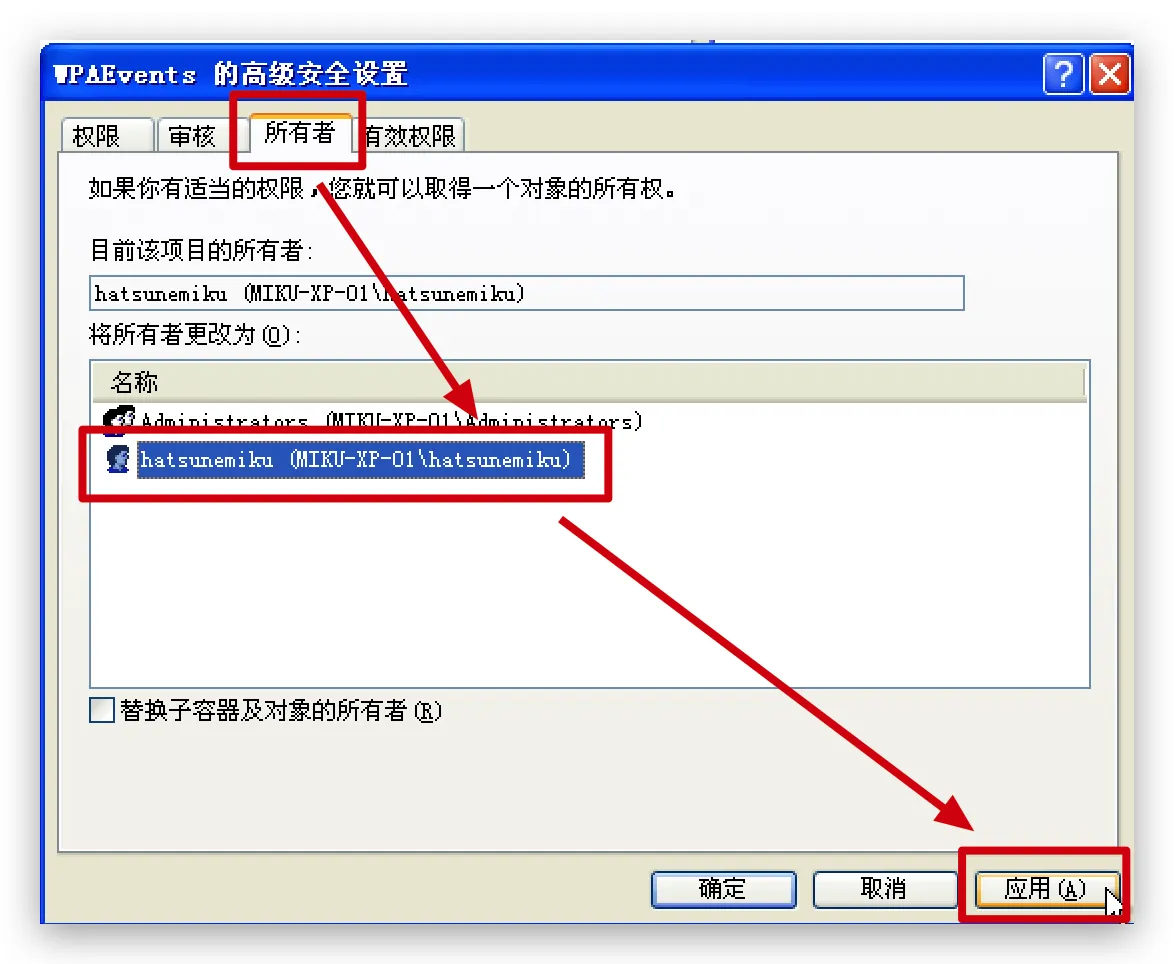 WPAEvents 的高级安全设置
权限 审核 所有者 有效权限
如果你有适当的权限，您就可以取得一个对象的所有权。
目前该项目的所有者:
hatsunemiku (MIKU-XP-01\hatsunemiku)
将所有者更改为(O):
名称
Administrators (MIKU-XP-01\Administrators)
hatsunemiku (MIKU-XP-01\hatsunemiku)
替换子容器及对象的所有者(R)
确定 取消 应用(A)